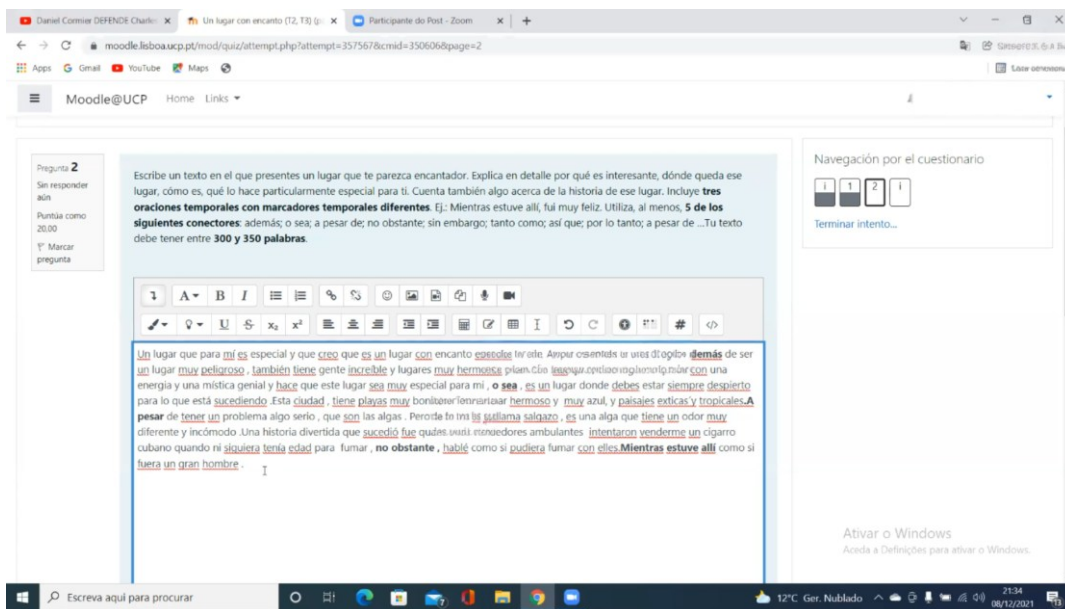 Daniel Cormier DEFENDE Charles
Un lugar con encanto (T2, T3) (p
Participante do Post - Zoom
moodle.lisboa.ucp.pt/mod/quiz/attempt.php?attempt=357567&cmid=350606&page=2
Apps Gmail YouTube Maps
Moodle@UCP Home Links
Pregunta 2
Sin responder
aún
Puntúa como
20,00
Marcar
pregunta
Escribe un texto en el que presentes un lugar que te parezca encantador. Explica en detalle por qué es interesante, dónde queda ese
lugar, cómo es, qué lo hace particularmente especial para ti. Cuenta también algo acerca de la historia de ese lugar. Incluye tres
oraciones temporales con marcadores temporales diferentes. Ej.: Mientras estuve allí, fui muy feliz. Utiliza, al menos, 5 de los
siguientes conectores: además; o sea; a pesar de; no obstante; sin embargo; tanto como; así que; por lo tanto; a pesar de ...Tu texto
debe tener entre 300 y 350 palabras.
Un lugar que para mí es especial y que creo que es un lugar con encanto demás de ser
un lugar muy peligroso , también tiene gente increíble y lugares muy con una
energia y una mística genial y hace que este lugar sea muy especial para mi , o sea , es un lugar donde debes estar siempre despierto
para lo que está sucediendo .Esta ciudad , tiene playas muy hermoso y muy azul, y paisajes exticas y tropicales.A
pesar de tener un problema algo serio , que son las algas . salgazo , es una alga que tiene un odor muy
diferente y incómodo .Una historia divertida que sucedió fue ambulantes intentaron venderme un cigarro
cubano quando ni siquiera tenía edad para fumar , no obstante , hablé como si pudiera fumar con elles.Mientras estuve allí como si
fuera un gran hombre .
Navegación por el cuestionario
i 1 2 i
Terminar intento...
Ativar o Windows
Aceda a Definições para ativar o Windows.
Escreva aqui para procurar
12°C Ger. Nublado
21:34
08/12/2021